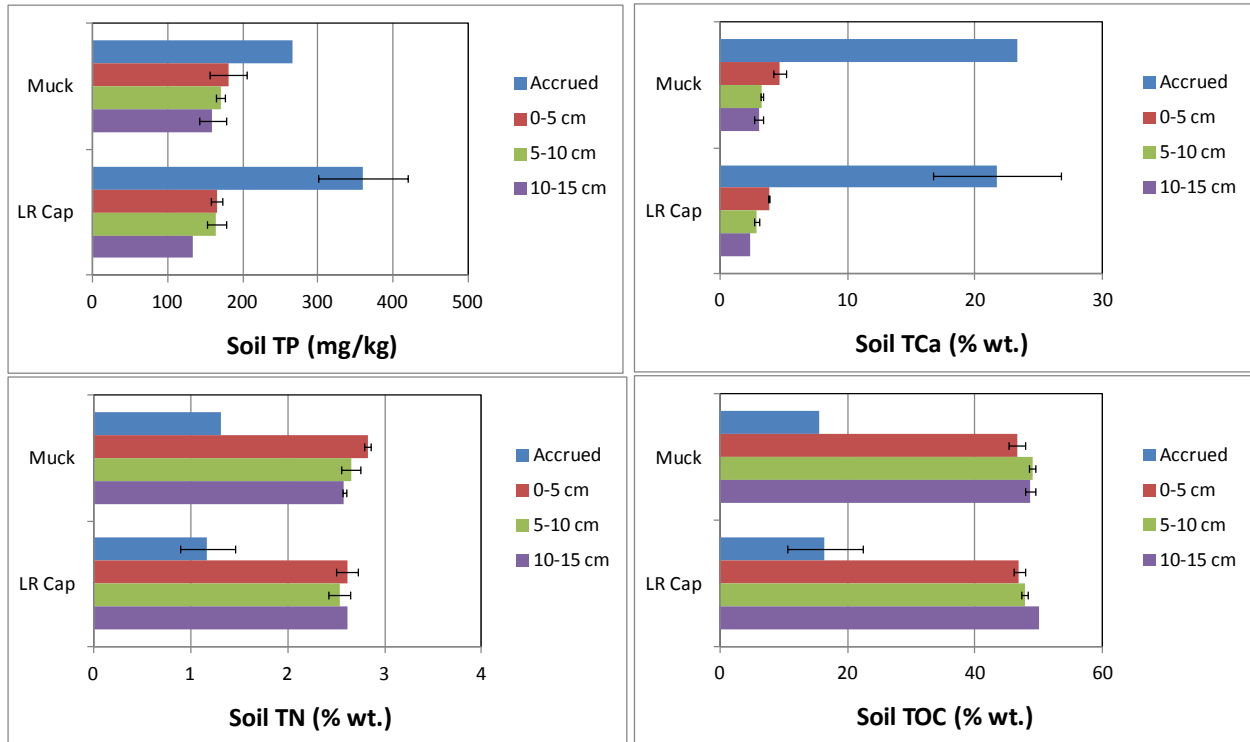 Muck
LR Cap
0 100 200 300 400 500
Soil TP (mg/kg)
Accrued
0-5 cm
5-10 cm
10-15 cm
Muck
LR Cap
0 10 20 30
Soil TCa (% wt.)
Accrued
0-5 cm
5-10 cm
10-15 cm
Muck
LR Cap
0 1 2 3 4
Soil TN (% wt.)
Accrued
0-5 cm
5-10 cm
10-15 cm
Muck
LR Cap
0 20 40 60
Soil TOC (% wt.)
Accrued
0-5 cm
5-10 cm
10-15 cm